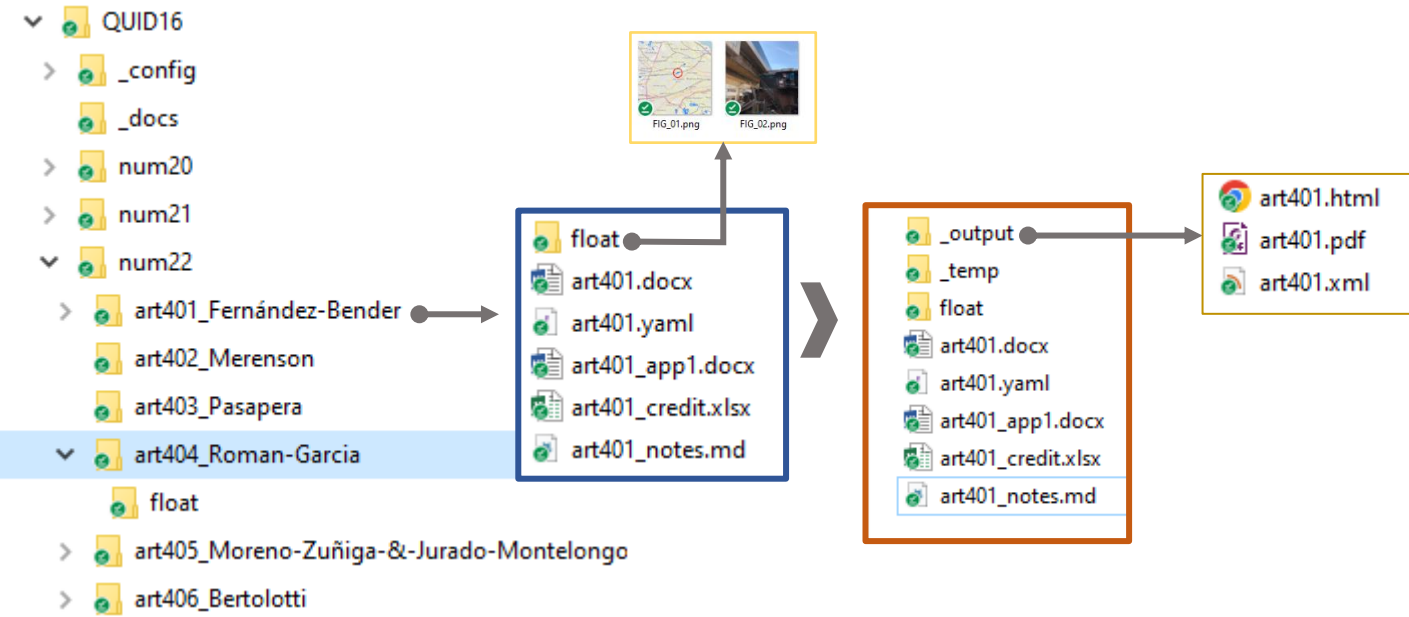 QUID16
_config
_docs
num20
num21
num22
art401_Fernández-Bender
art402_Merenson
art403_Pasapera
art404_Roman-Garcia
float
art405_Moreno-Zuñiga-&-Jurado-Montelongo
art406_Bertolotti
FIG_01.png
FIG_02.png
float
art401.docx
art401.yaml
art401_app1.docx
art401_credit.xlsx
art401_notes.md
_output
_temp
float
art401.docx
art401.yaml
art401_app1.docx
art401_credit.xlsx
art401_notes.md
art401.html
art401.pdf
art401.xml